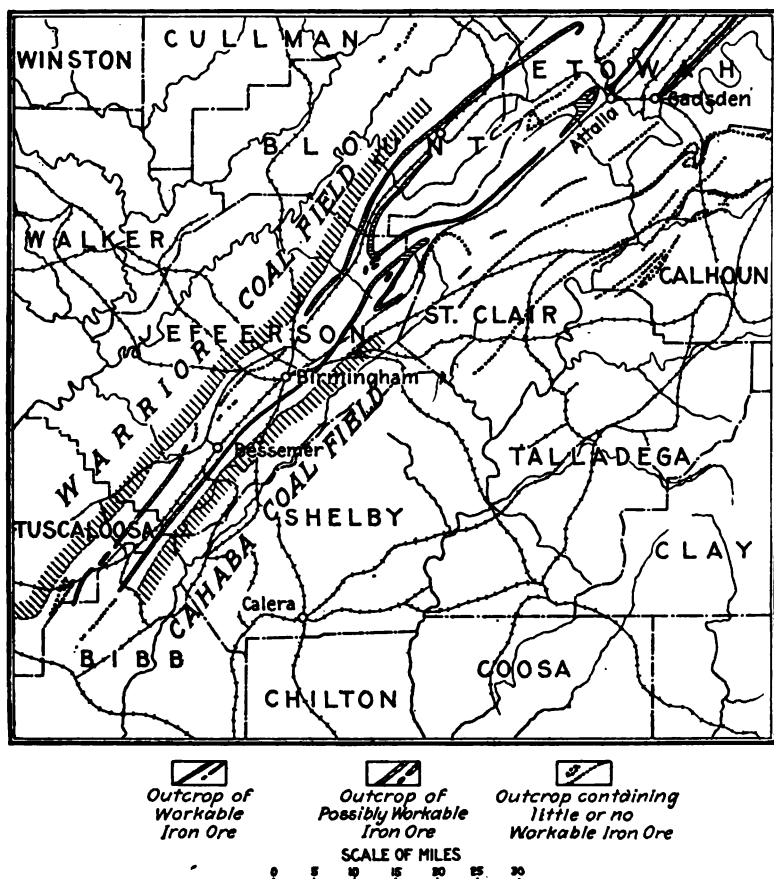 CULLMAN
WINSTON
ETOWAH
Gadsden
Attalla
BLOUNT
WALKER
WARRIOR COAL FIELD
CALHOUN
ST. CLAIR
JEFFERSON
Birmingham
Bessemer
TALLADEGA
CAHABA COAL FIELD
SHELBY
TUSCALOOSA
CLAY
Calera
BIBB
COOSA
CHILTON
Outcrop of
Workable
Iron Ore
Outcrop of
Possibly Workable
Iron Ore
Outcrop containing
little or no
Workable Iron Ore
SCALE OF MILES
0 5 10 15 20 25 30